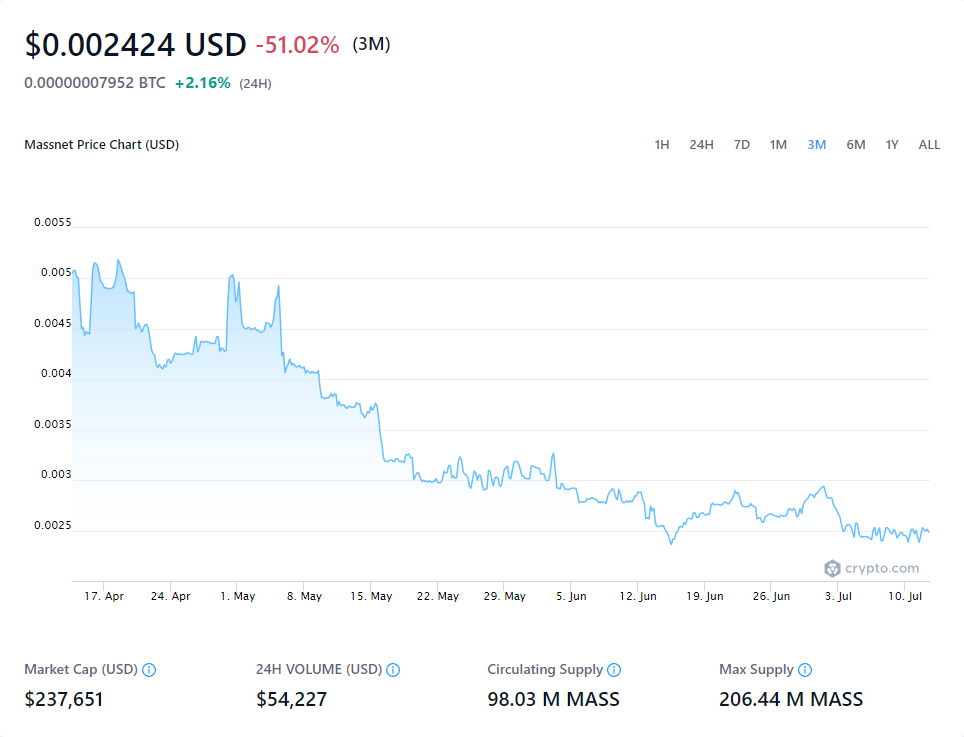 $0.002424 USD -51.02% (3M)
0.00000007952 BTC +2.16% (24H)
Massnet Price Chart (USD)
1H 24H 7D 1M 3M 6M 1Y ALL
0.0055
0.005
0.0045
0.004
0.0035
0.003
0.0025
crypto.com
17. Apr 24. Apr 1. May 8. May 15. May 22. May 29. May 5. Jun 12. Jun 19. Jun 26. Jun 3. Jul 10. Jul
Market Cap (USD) 24H VOLUME (USD) Circulating Supply Max Supply
$237,651 $54,227 98.03 M MASS 206.44 M MASS